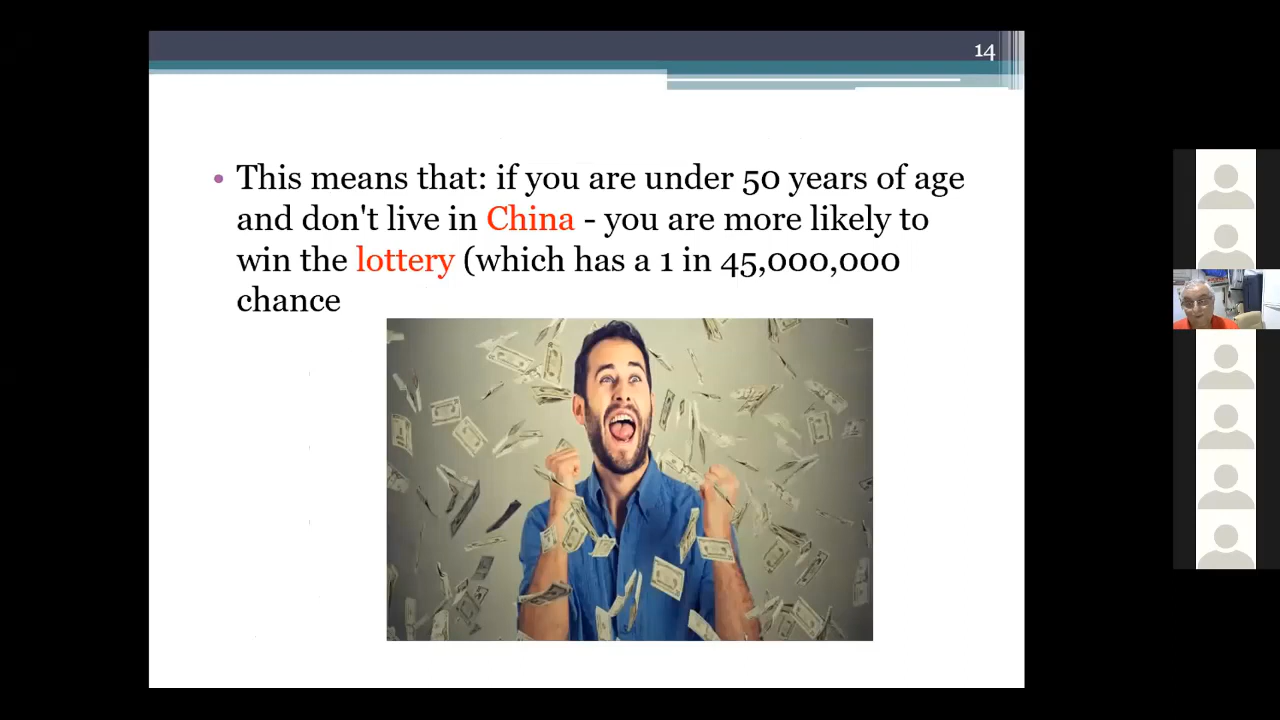 14
• This means that: if you are under 50 years of age
and don't live in China - you are more likely to
win the lottery (which has a 1 in 45,000,000
chance